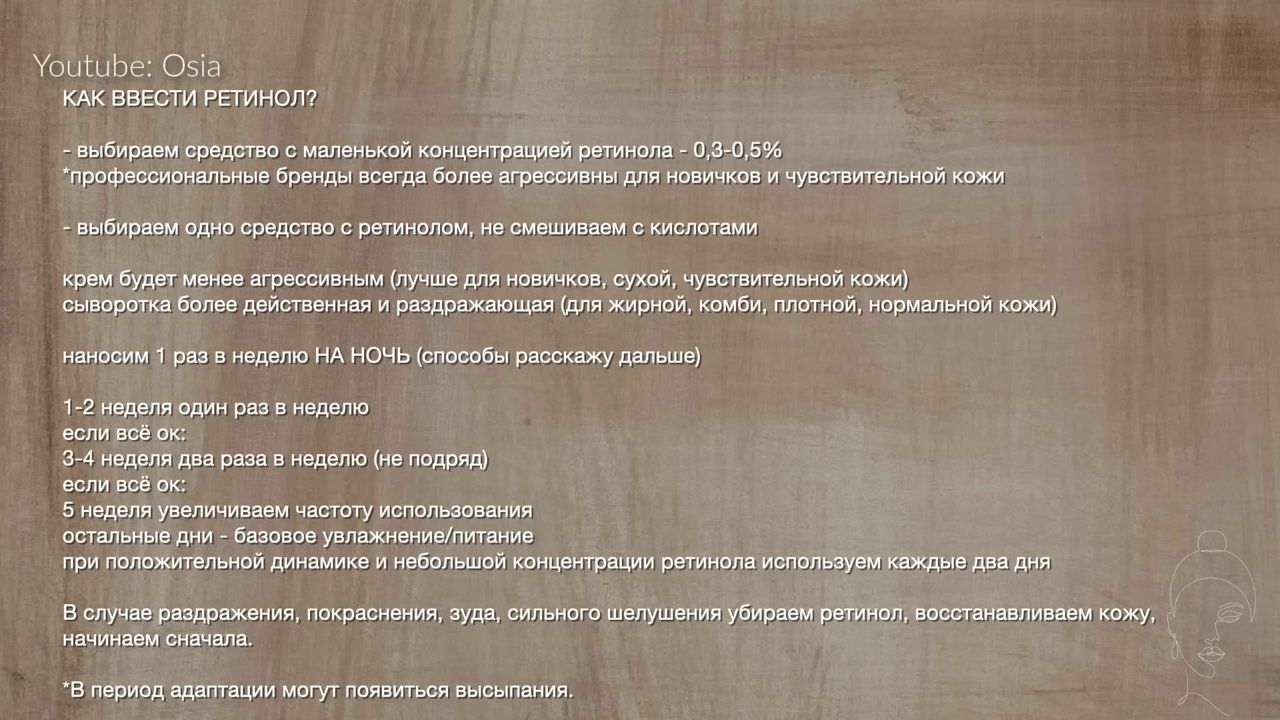 Youtube: Osia
КАК ВВЕСТИ РЕТИНОЛ?
- выбираем средство с маленькой концентрацией ретинола - 0,3-0,5%
*профессиональные бренды всегда более агрессивны для новичков и чувствительной кожи
- выбираем одно средство с ретинолом, не смешиваем с кислотами
крем будет менее агрессивным (лучше для новичков, сухой, чувствительной кожи)
сыворотка более действенная и раздражающая (для жирной, комби, плотной, нормальной кожи)
наносим 1 раз в неделю НА НОЧЬ (способы расскажу дальше)
1-2 неделя один раз в неделю
если всё ок:
3-4 неделя два раза в неделю (не подряд)
если всё ок:
5 неделя увеличиваем частоту использования
остальные дни - базовое увлажнение/питание
при положительной динамике и небольшой концентрации ретинола используем каждые два дня
В случае раздражения, покраснения, зуда, сильного шелушения убираем ретинол, восстанавливаем кожу,
начинаем сначала.
*В период адаптации могут появиться высыпания.